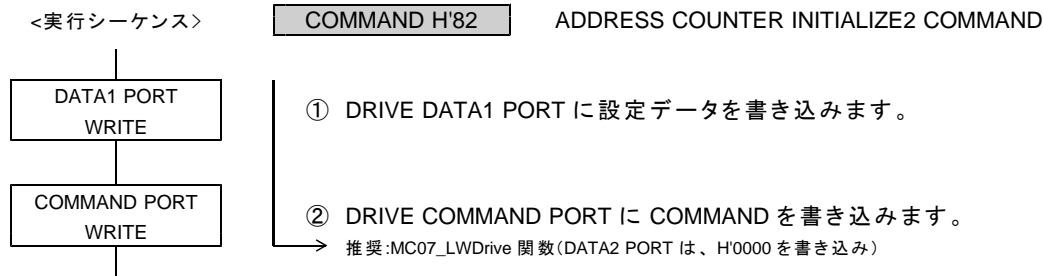 <実行シーケンス>
COMMAND H'82
ADDRESS COUNTER INITIALIZE2 COMMAND
DATA1 PORT
WRITE
① DRIVE DATA1 PORT に設定データを書き込みます。
COMMAND PORT
WRITE
② DRIVE COMMAND PORT に COMMAND を書き込みます。
推奨:MC07_LWDrive 関数(DATA2 PORT は、H'0000 を書き込み)